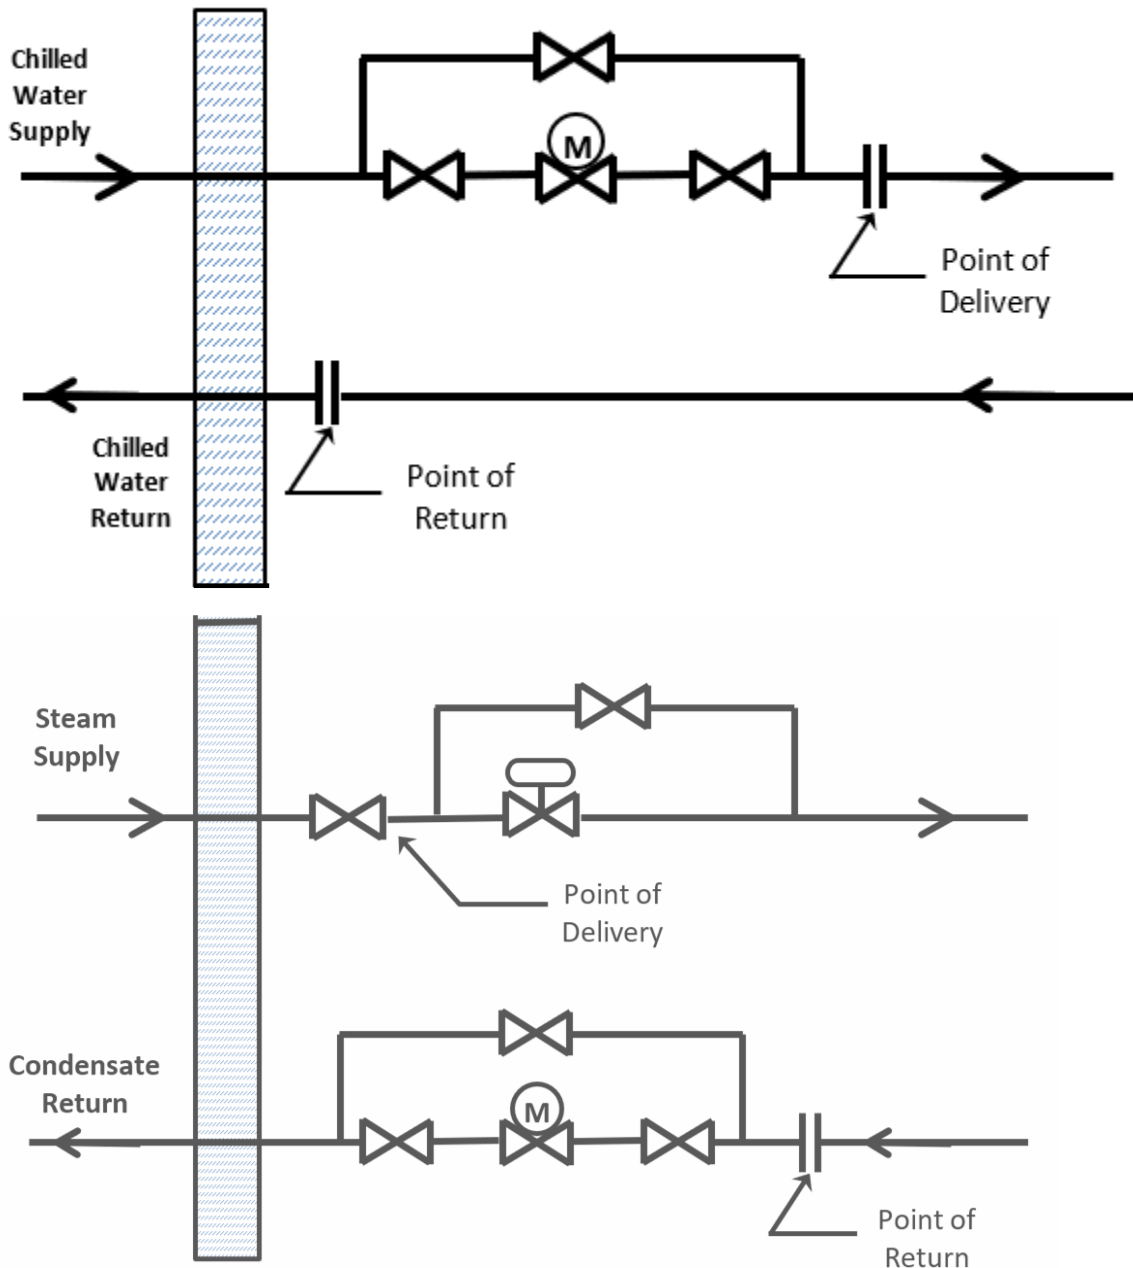 Chilled
Water
Supply
M
Point of
Delivery
Chilled
Water
Return
Point of
Return
Steam
Supply
Point of
Delivery
Condensate
Return
M
Point of
Return